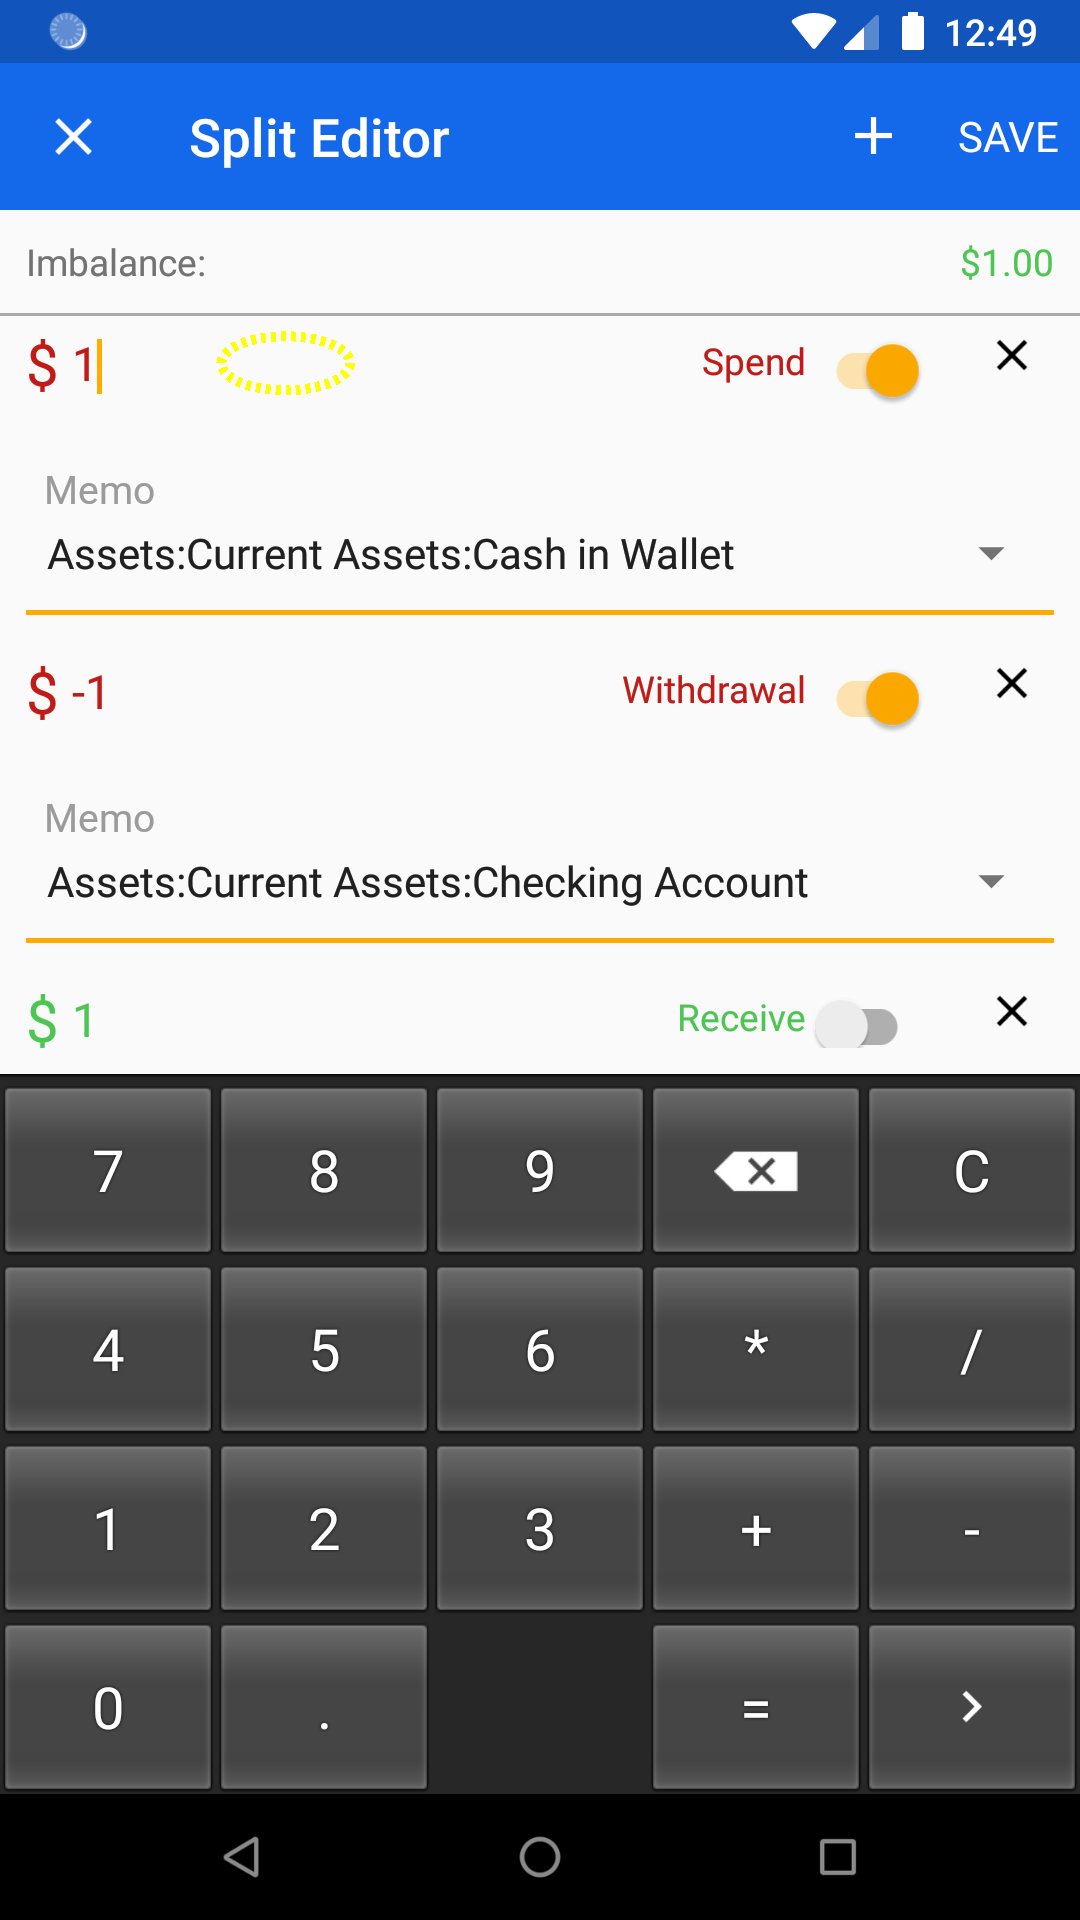 12:49
Split Editor
+ SAVE
Imbalance: $1.00
$ 1 Spend
Memo
Assets:Current Assets:Cash in Wallet
$ -1 Withdrawal
Memo
Assets:Current Assets:Checking Account
$ 1 Receive
7 8 9 C
4 5 6 * /
1 2 3 + -
0 . = >